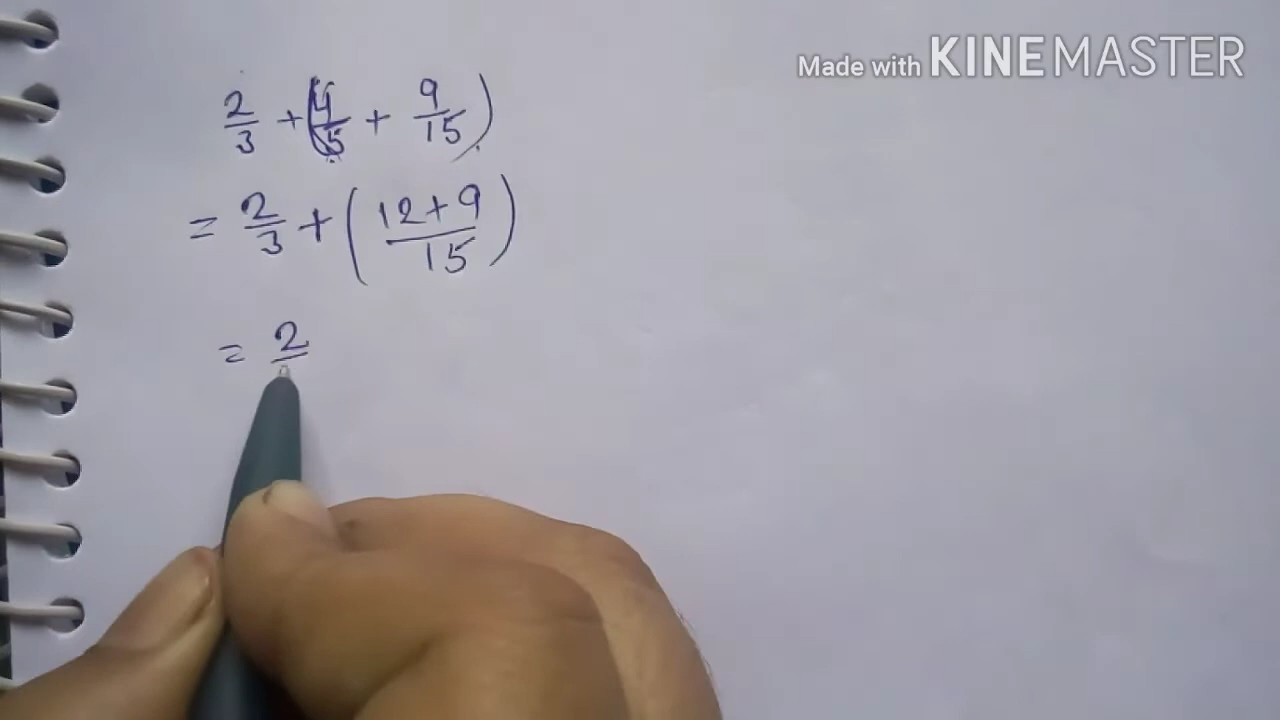 Made with KINEMASTER
2/3 + (4/5 + 9/15)
= 2/3 + ((12+9)/15)
= 2/